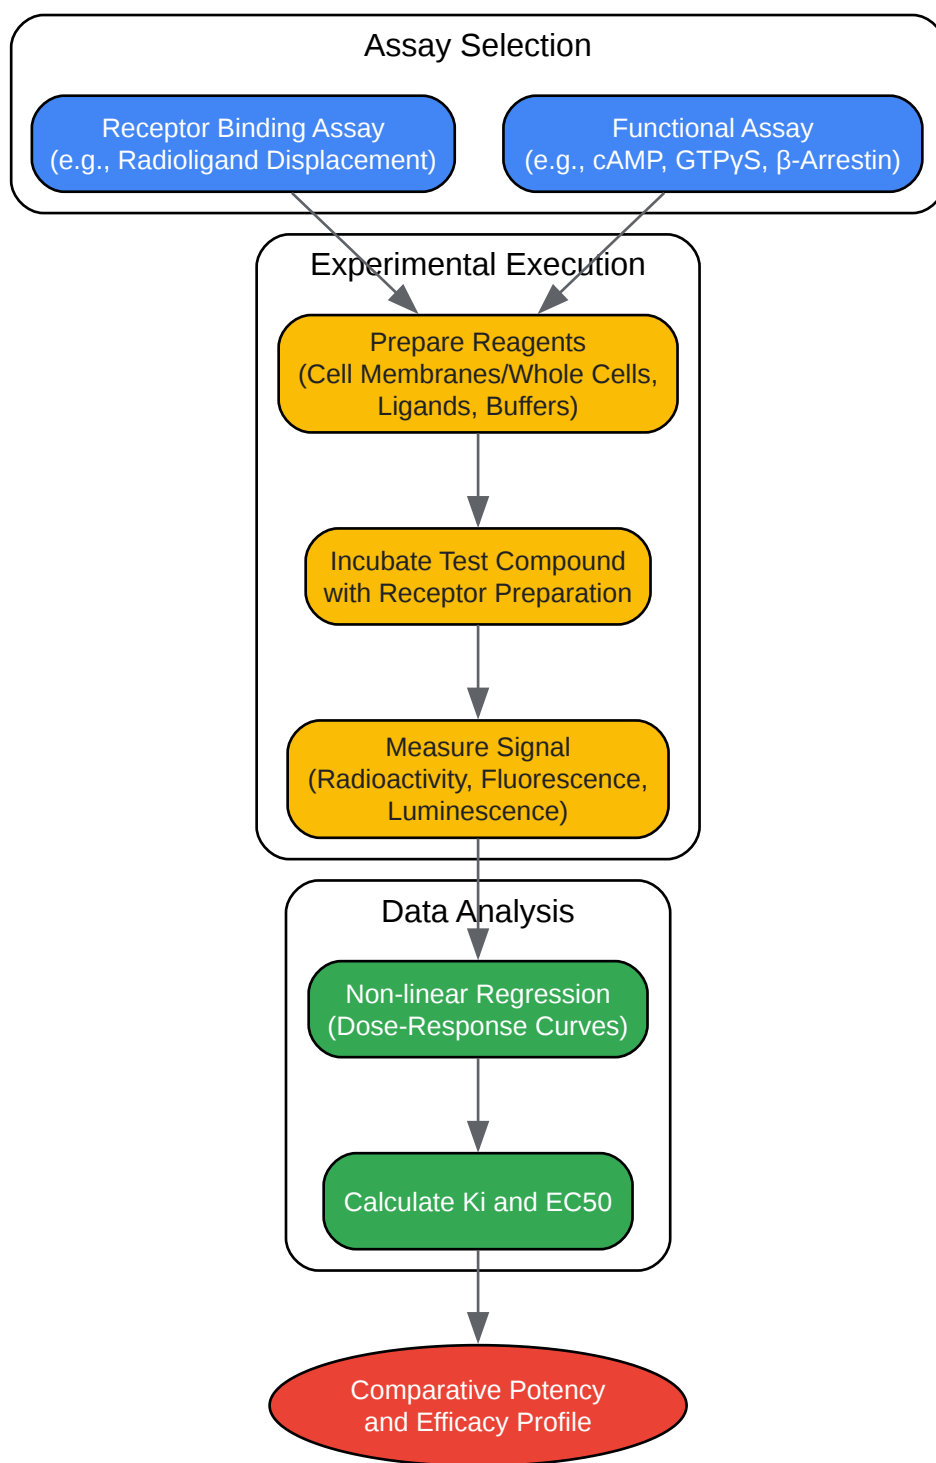 Assay Selection
Receptor Binding Assay
(e.g., Radioligand Displacement)
Functional Assay
(e.g., cAMP, GTPγS, β-Arrestin)
Experimental Execution
Prepare Reagents
(Cell Membranes/Whole Cells,
Ligands, Buffers)
Incubate Test Compound
with Receptor Preparation
Measure Signal
(Radioactivity, Fluorescence,
Luminescence)
Data Analysis
Non-linear Regression
(Dose-Response Curves)
Calculate Ki and EC50
Comparative Potency
and Efficacy Profile